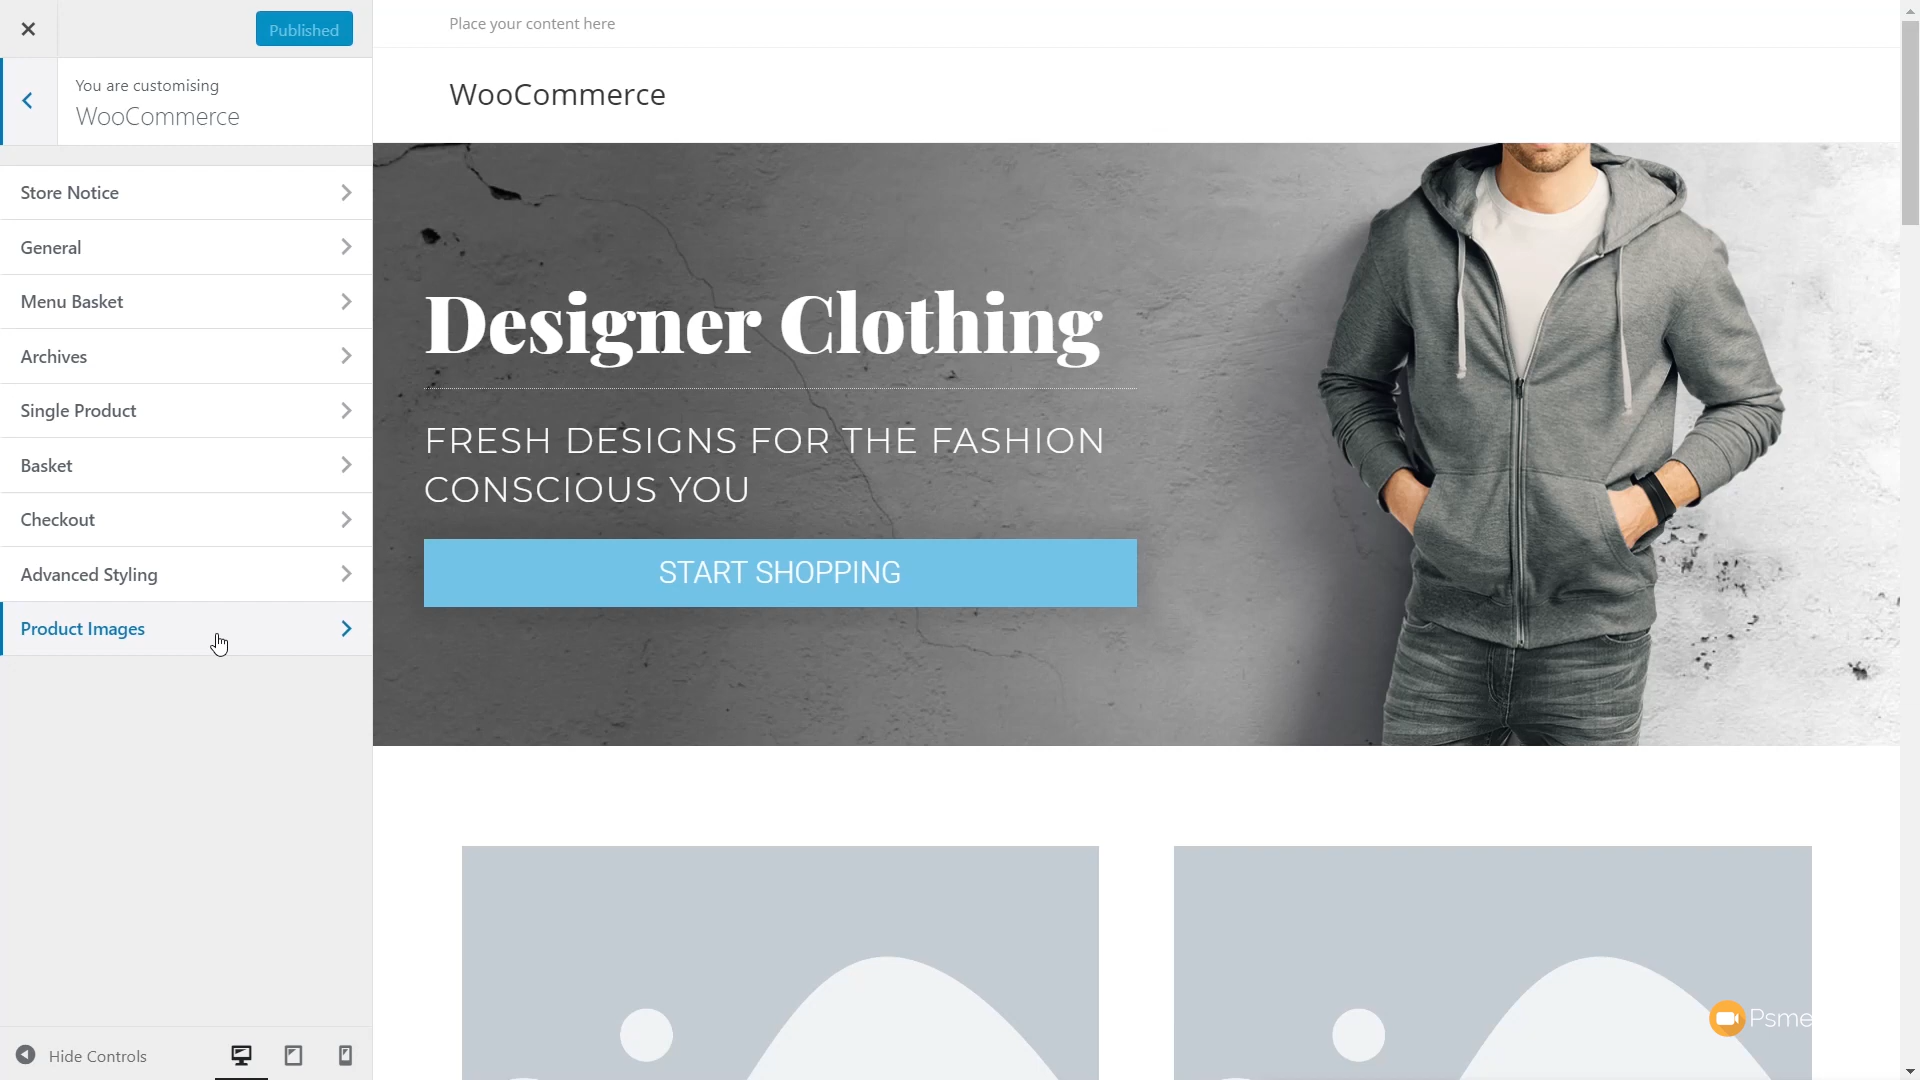 Published
You are customising
WooCommerce
Store Notice
General
Menu Basket
Archives
Single Product
Basket
Checkout
Advanced Styling
Product Images
Hide Controls
Place your content here
WooCommerce
Designer Clothing
FRESH DESIGNS FOR THE FASHION
CONSCIOUS YOU
START SHOPPING
Psme